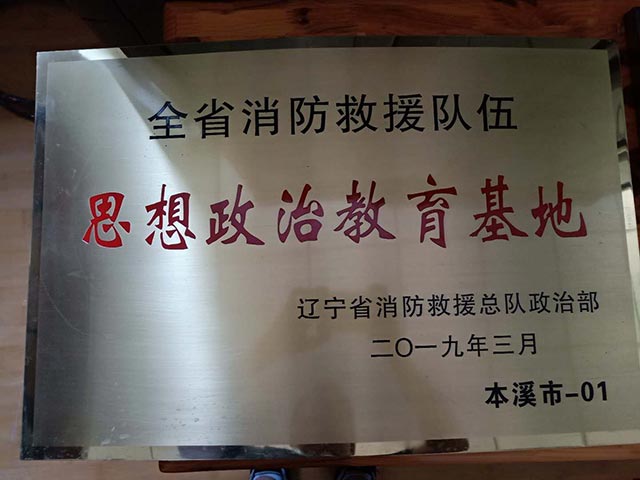 全省消防救援队伍
思想政治教育基地
辽宁省消防救援总队政治部
二〇一九年三月
本溪市-01